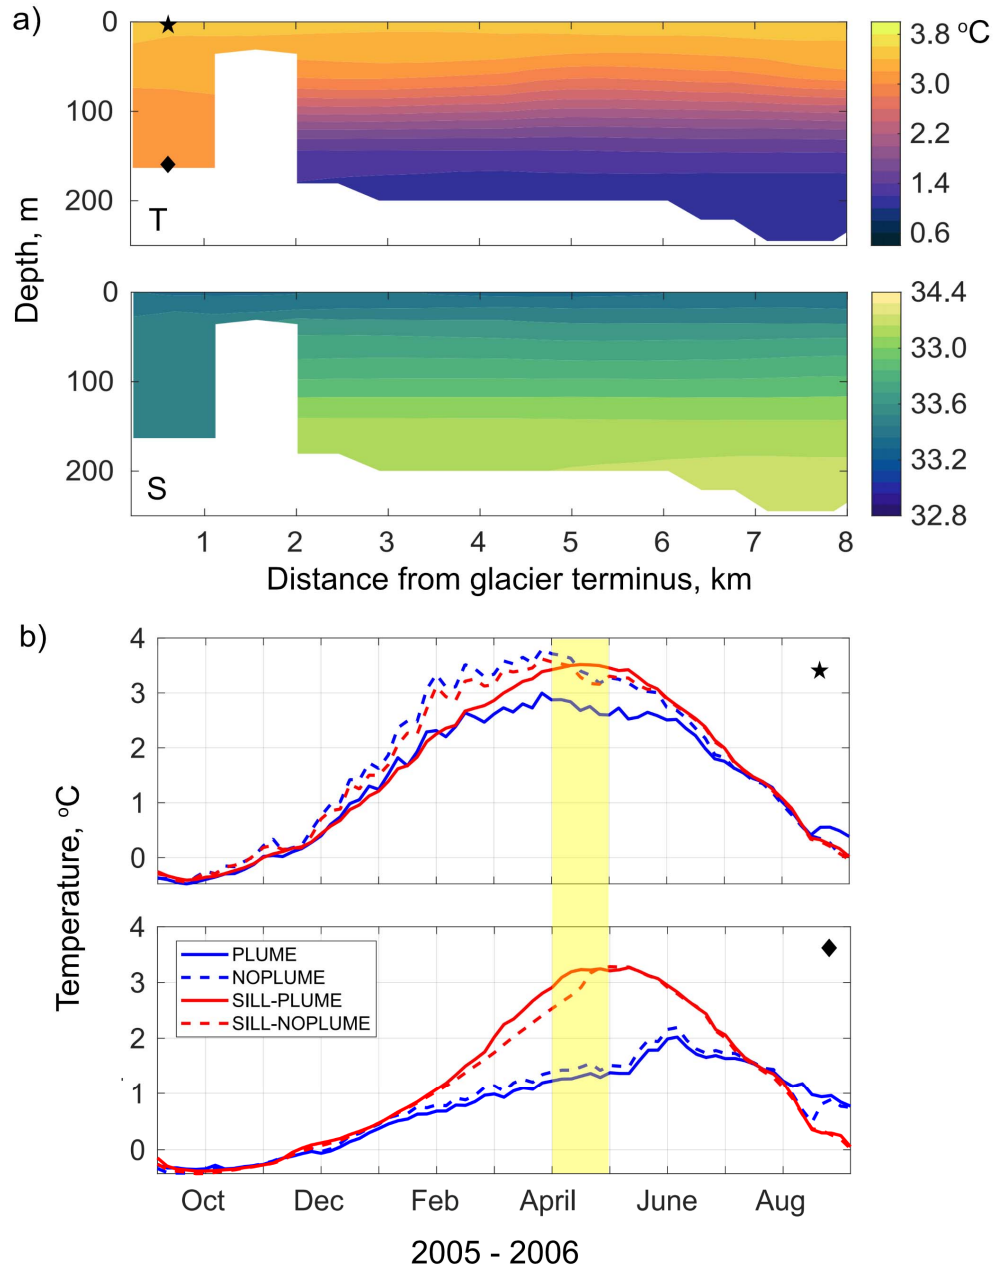 a)
0
100
200
T
3.8 °C
3.0
2.2
1.4
0.6
Depth, m
0
100
200
S
34.4
33.0
33.6
33.2
32.8
1 2 3 4 5 6 7 8
Distance from glacier terminus, km
b)
4
3
2
1
0
4
3
2
1
0
Temperature, °C
PLUME
NOPLUME
SILL-PLUME
SILL-NOPLUME
Oct Dec Feb April June Aug
2005 - 2006